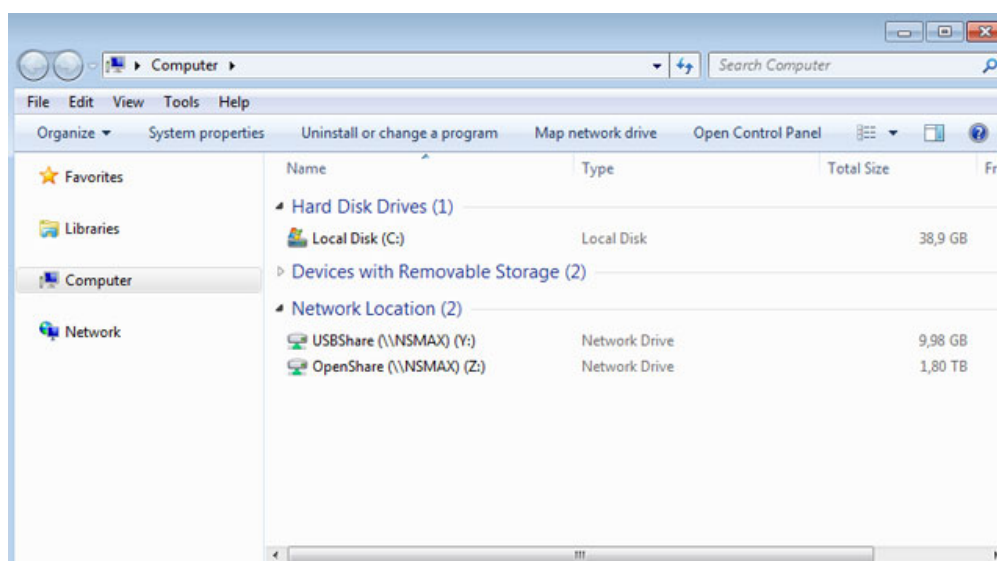 Computer
Search Computer
File Edit View Tools Help
Organize System properties Uninstall or change a program Map network drive Open Control Panel
Favorites
Libraries
Computer
Network
Name Type Total Size Fr
Hard Disk Drives (1)
Local Disk (C:) Local Disk 38,9 GB
Devices with Removable Storage (2)
Network Location (2)
USBShare (\\NSMAX) (Y:) Network Drive 9,98 GB
OpenShare (\\NSMAX) (Z:) Network Drive 1,80 TB